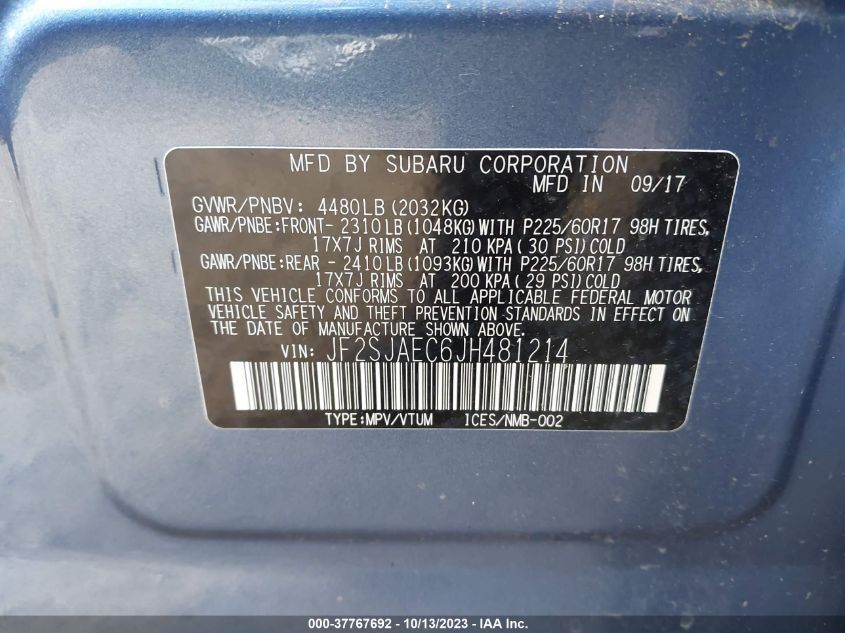 MFD BY SUBARU CORPORATION
MFD IN 09/17
GVWR/PNBV: 4480LB (2032KG)
GAWR/PNBE:FRONT- 2310LB (1048KG) WITH P225/60R17 98H TIRES,
17X7J RIMS AT 210 KPA ( 30 PSI) COLD
GAWR/PNBE:REAR - 2410LB (1093KG) WITH P225/60R17 98H TIRES,
17X7J RIMS AT 200 KPA ( 29 PSI) COLD
THIS VEHICLE CONFORMS TO ALL APPLICABLE FEDERAL MOTOR
VEHICLE SAFETY AND THEFT PREVENTION STANDARDS IN EFFECT ON
THE DATE OF MANUFACTURE SHOWN ABOVE.
VIN: JF2SJAEC6JH481214
TYPE:MPV/VTUM ICES/NMB-002
000-37767692 - 10/13/2023 - IAA Inc.